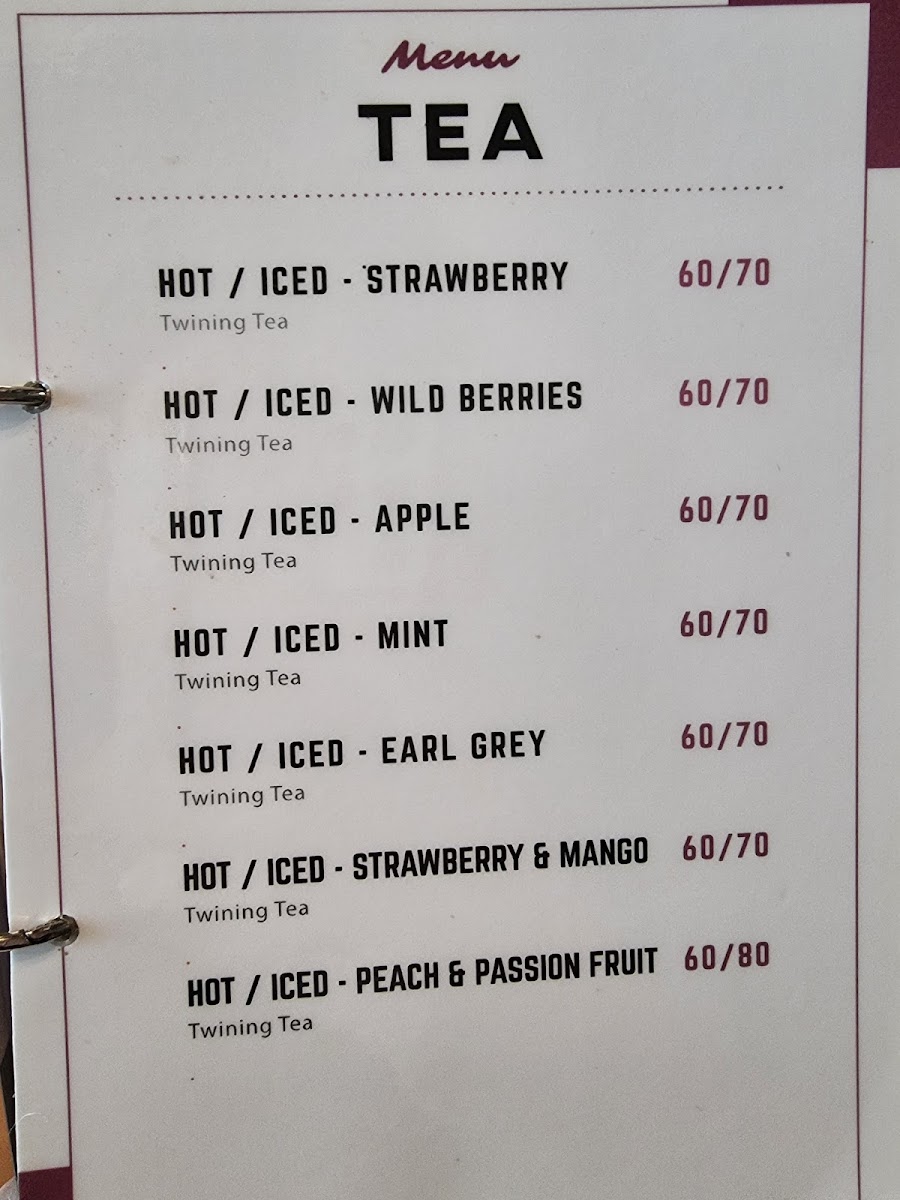 Menu
TEA
HOT / ICED - STRAWBERRY 60/70
Twining Tea
HOT / ICED - WILD BERRIES 60/70
Twining Tea
HOT / ICED - APPLE 60/70
Twining Tea
HOT / ICED - MINT 60/70
Twining Tea
HOT / ICED - EARL GREY 60/70
Twining Tea
HOT / ICED - STRAWBERRY & MANGO 60/70
Twining Tea
HOT / ICED - PEACH & PASSION FRUIT 60/80
Twining Tea